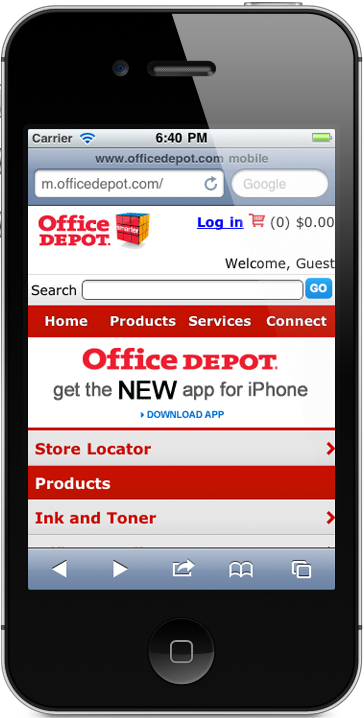 Carrier 6:40 PM
www.officedepot.com mobile
m.officedepot.com/ Google
Office DEPOT. smarter Log in (0) $0.00
Welcome, Guest
Search GO
Home Products Services Connect
Office DEPOT.
get the NEW app for iPhone
DOWNLOAD APP
Store Locator
Products
Ink and Toner